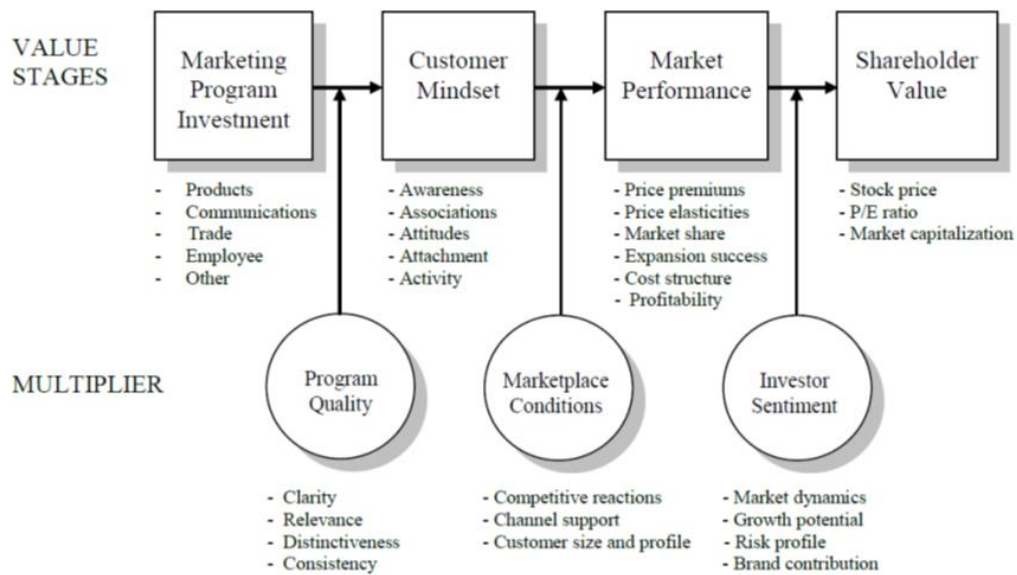 VALUE
STAGES
Marketing
Program
Investment
Customer
Mindset
Market
Performance
Shareholder
Value
- Products
- Communications
- Trade
- Employee
- Other
- Awareness
- Associations
- Attitudes
- Attachment
- Activity
- Price premiums
- Price elasticities
- Market share
- Expansion success
- Cost structure
- Profitability
- Stock price
- P/E ratio
- Market capitalization
MULTIPLIER
Program
Quality
Marketplace
Conditions
Investor
Sentiment
- Clarity
- Relevance
- Distinctiveness
- Consistency
- Competitive reactions
- Channel support
- Customer size and profile
- Market dynamics
- Growth potential
- Risk profile
- Brand contribution